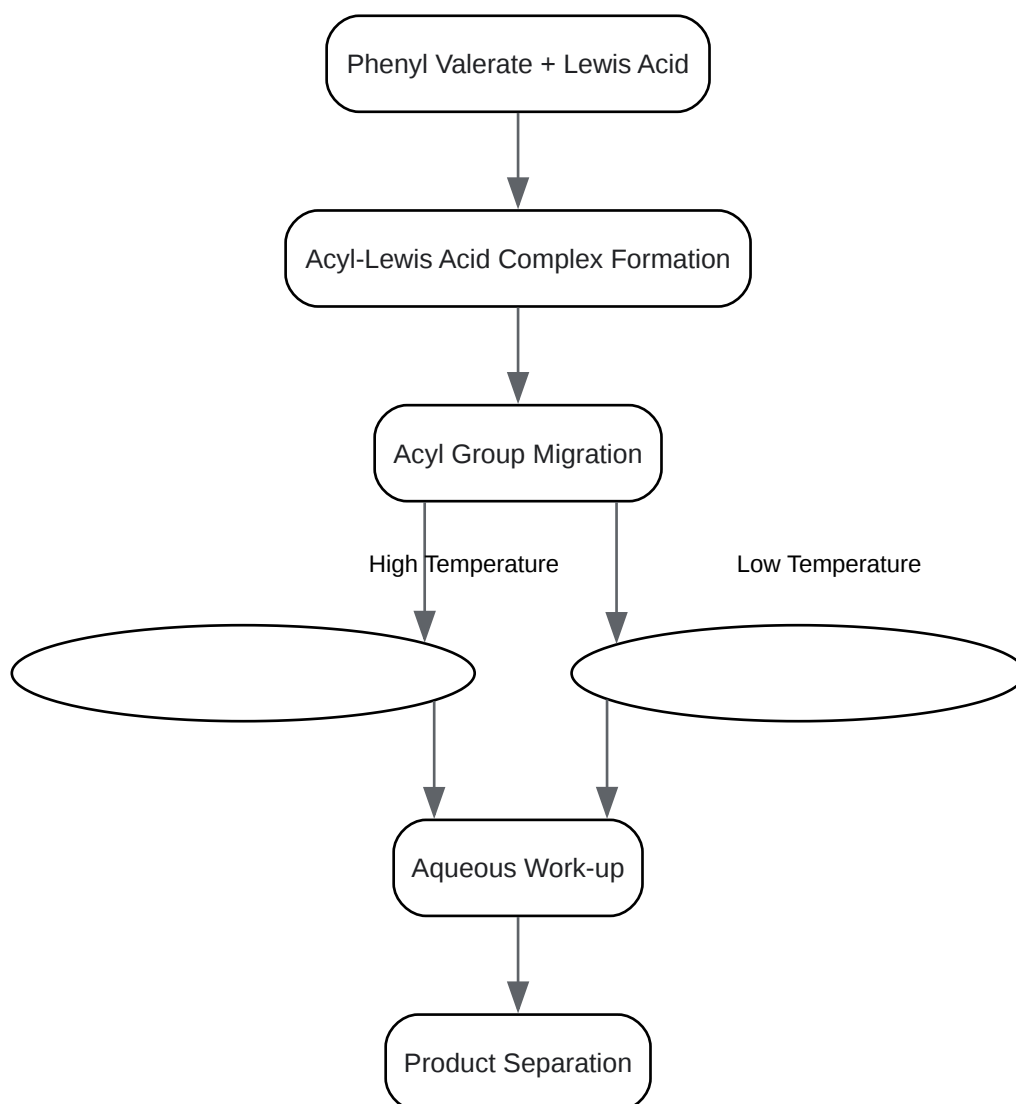 Phenyl Valerate + Lewis Acid
Acyl-Lewis Acid Complex Formation
Acyl Group Migration
High Temperature
Low Temperature
Aqueous Work-up
Product Separation